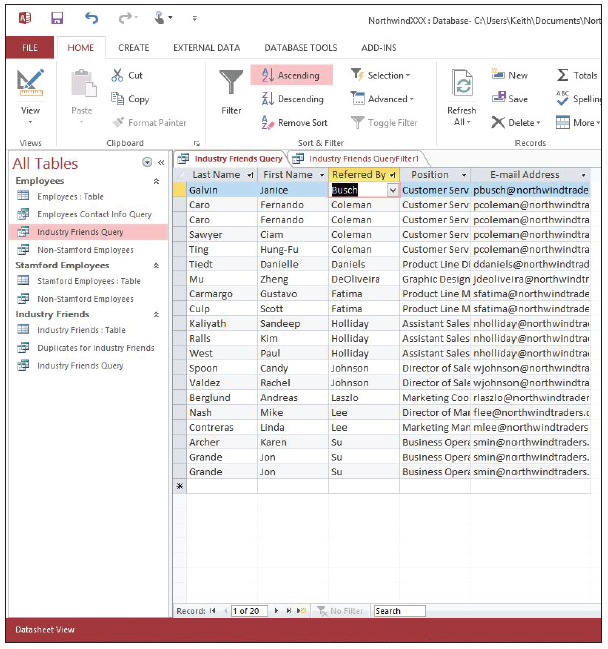 NorthwindXXX : Database- C:\Users\Keith\Documents\Nort
FILE HOME CREATE EXTERNAL DATA DATABASE TOOLS ADD-INS
View
Views
Paste
Cut
Copy
Format Painter
Clipboard
Filter
Ascending
Descending
Remove Sort
Selection
Advanced
Toggle Filter
Sort & Filter
Refresh
All
New
Save
Delete
Totals
Spelling
More
Records
All Tables
Employees
Employees : Table
Employees Contact Info Query
Industry Friends Query
Non-Stamford Employees
Stamford Employees
Stamford Employees : Table
Non-Stamford Employees
Industry Friends
Industry Friends : Table
Duplicates for Industry Friends
Industry Friends Query
Industry Friends Query Industry Friends QueryFilter1
Last Name First Name Referred By Position E-mail Address
Galvin Janice Busch Customer Serv pbusch@northwindtrade
Caro Fernando Coleman Customer Serv pcoleman@northwindtra
Caro Fernando Coleman Customer Serv pcoleman@northwindtra
Sawyer Ciam Coleman Customer Serv pcoleman@northwindtra
Ting Hung-Fu Coleman Customer Serv pcoleman@northwindtra
Tiedt Danielle Daniels Product Line Di ddaniels@northwindtrad
Mu Zheng DeOliveira Graphic Design jdeoliveira@northwindtr
Camargo Gustavo Fatima Product Line M sfatima@northwindtrade
Culp Scott Fatima Product Line M sfatima@northwindtrade
Kaliyath Sandeep Holliday Assistant Sales nholliday@northwindtra
Ralls Kim Holliday Assistant Sales nholliday@northwindtra
West Paul Holliday Assistant Sales nholliday@northwindtra
Spoon Candy Johnson Director of Sale wjohnson@northwindtra
Valdez Rachel Johnson Director of Sale wjohnson@northwindtra
Berglund Andreas Laszlo Marketing Coo rlaszlo@northwindtrade
Nash Mike Lee Director of Mar flee@northwindtraders.c
Contreras Linda Lee Marketing Man mlee@northwindtraders
Archer Karen Su Business Opera smin@northwindtraders.
Grande Jon Su Business Opera smin@northwindtraders.
Grande Jon Su Business Opera smin@northwindtraders.
Record: 1 of 20 No Filter Search
Datasheet View